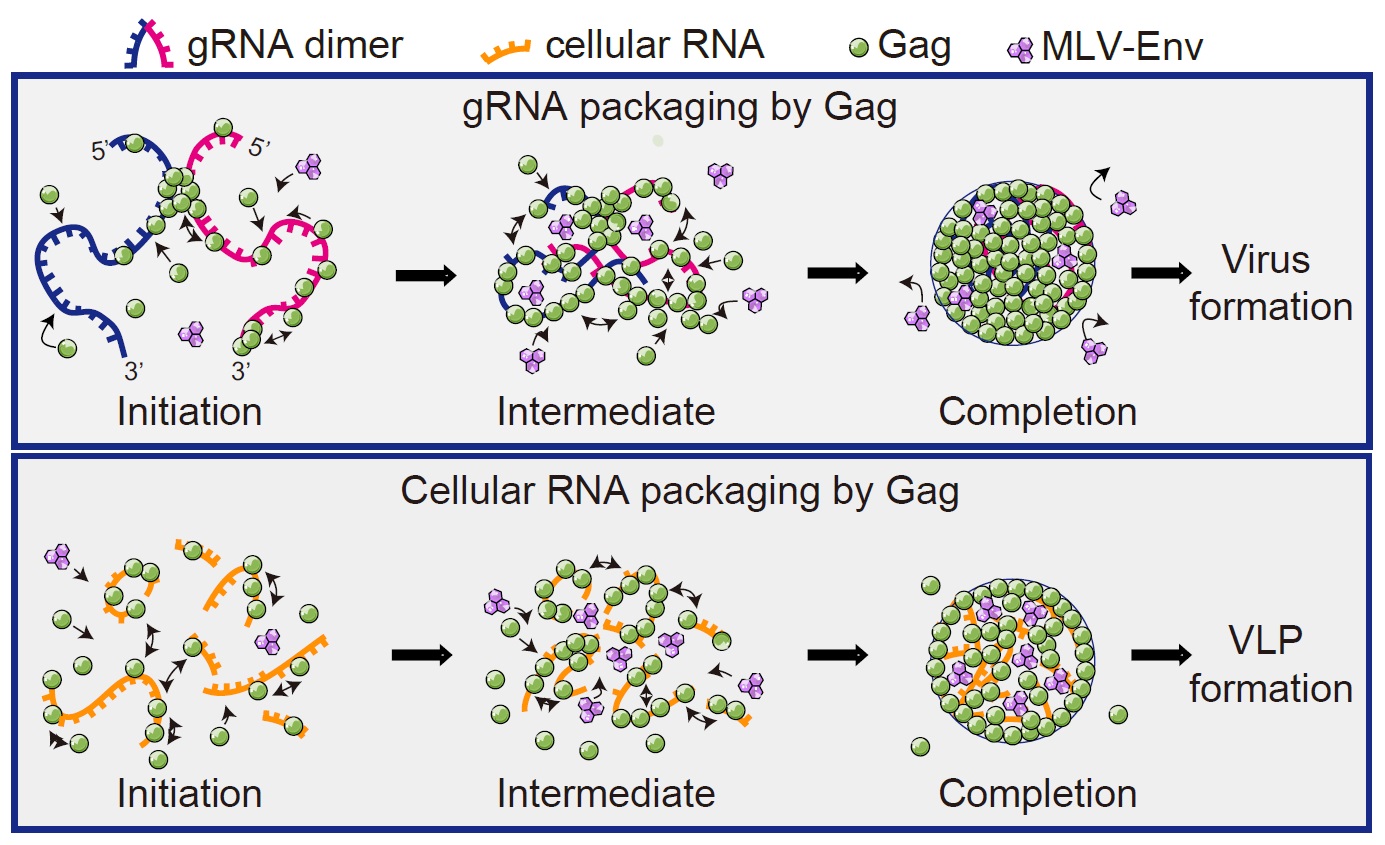 gRNA dimer
cellular RNA
Gag
MLV-Env
gRNA packaging by Gag
5’
5’
3’
3’
Initiation
Intermediate
Completion
Virus
formation
Cellular RNA packaging by Gag
Initiation
Intermediate
Completion
VLP
formation